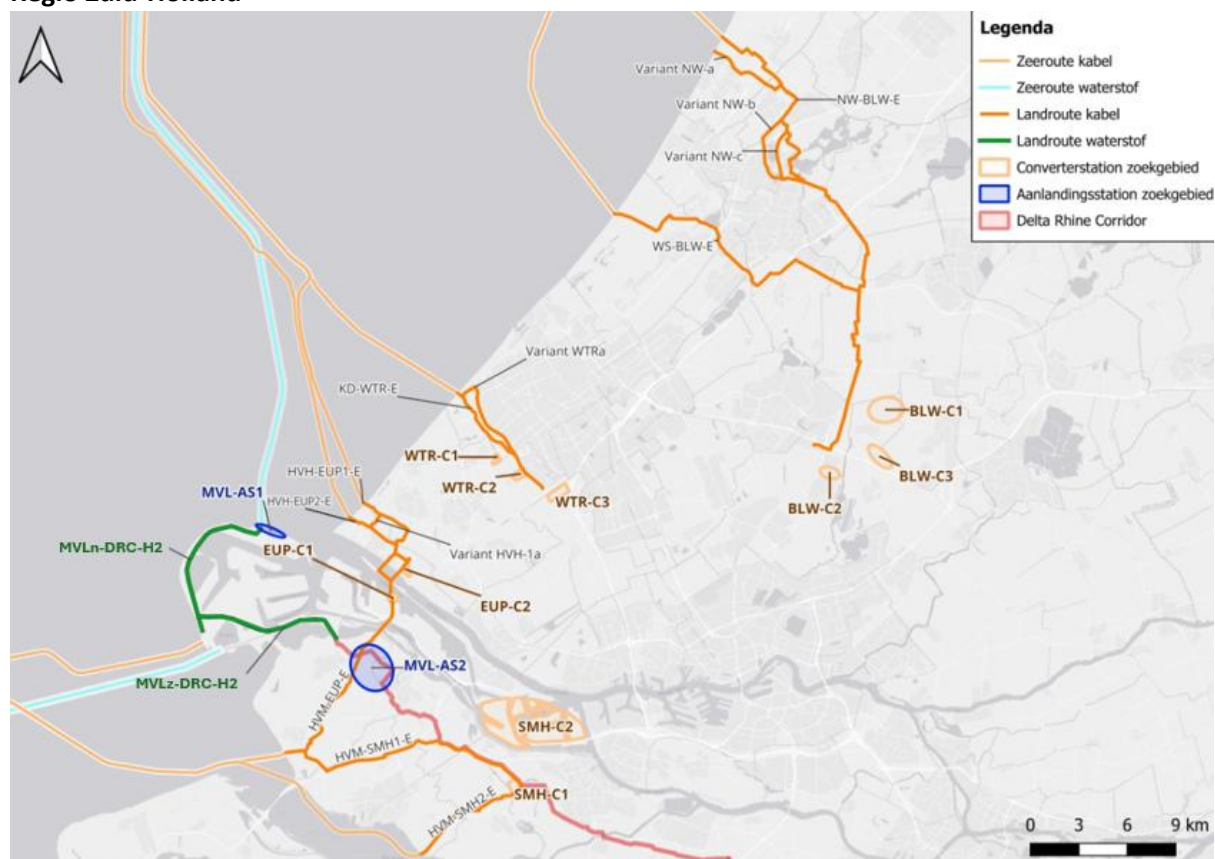 Legenda
Zeeroute kabel
Zeeroute waterstof
Landroute kabel
Landroute waterstof
Converterstation zoekgebied
Aanlandingsstation zoekgebied
Delta Rhine Corridor
Variant NW-a
Variant NW-b
NW-BLW-E
Variant NW-c
WS-BLW-E
Variant WTRa
KD-WTR-E
BLW-C1
WTR-C1
BLW-C3
HVH-EUP1-E
WTR-C2
MVL-AS1
HVH-EUP2-E
WTR-C3
BLW-C2
MVLn-DRC-H2
EUP-C1
Variant HVH-1a
EUP-C2
MVL-AS2
MVLz-DRC-H2
HVM-EUP-E
SMH-C2
HVM-SMH1-E
SMH-C1
HVM-SMH2-E
0 3 6 9 km